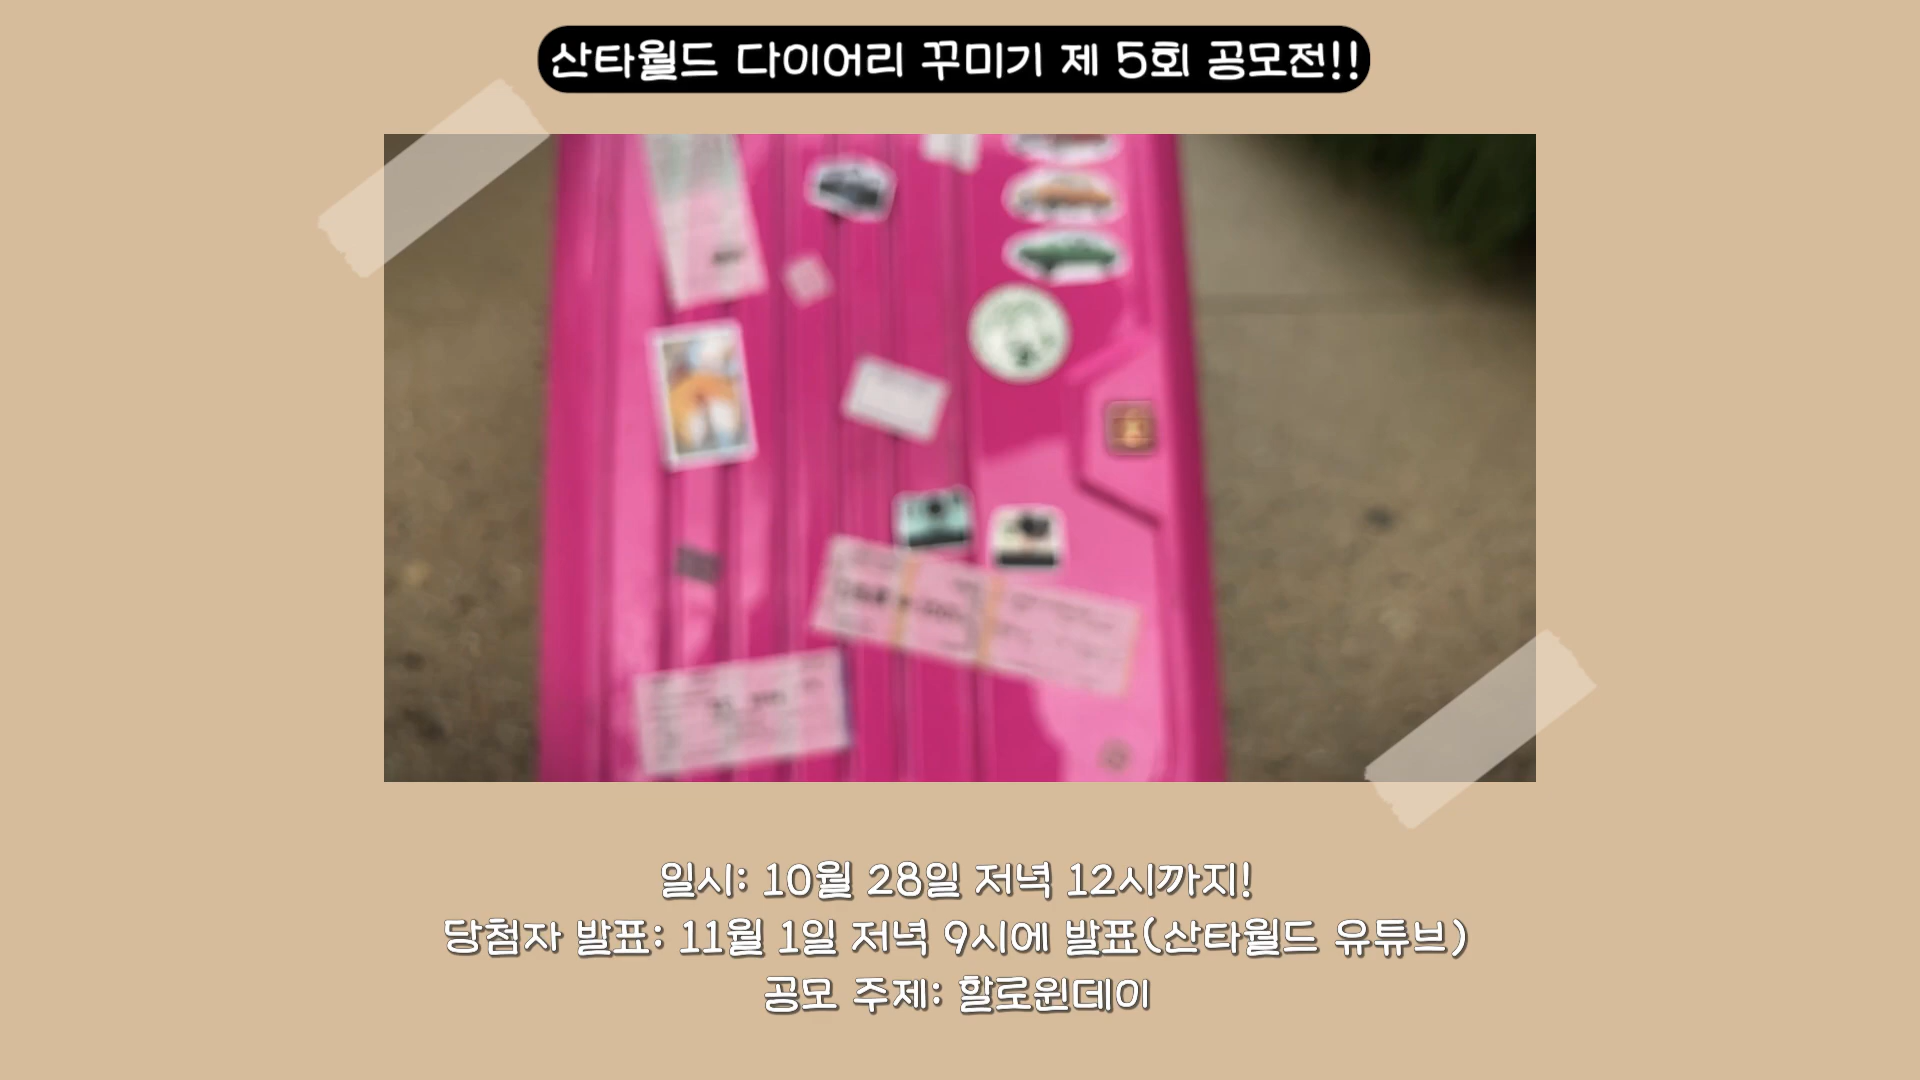 산타월드 다이어리 꾸미기 제 5회 공모전!!
일시: 10월 28일 저녁 12시까지!
당첨자 발표: 11월 1일 저녁 9시에 발표(산타월드 유튜브)
공모 주제: 할로윈데이